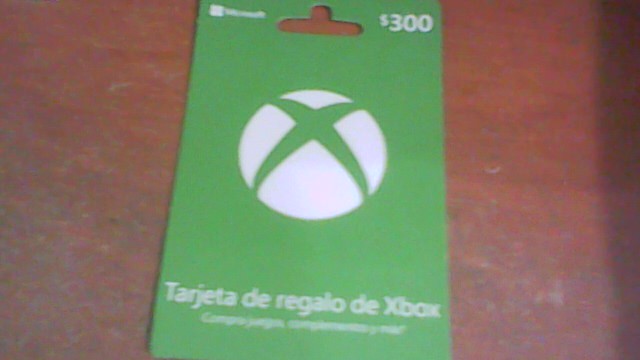 Microsoft
$300
Tarjeta de regalo de Xbox
Compra juegos, complementos y más*